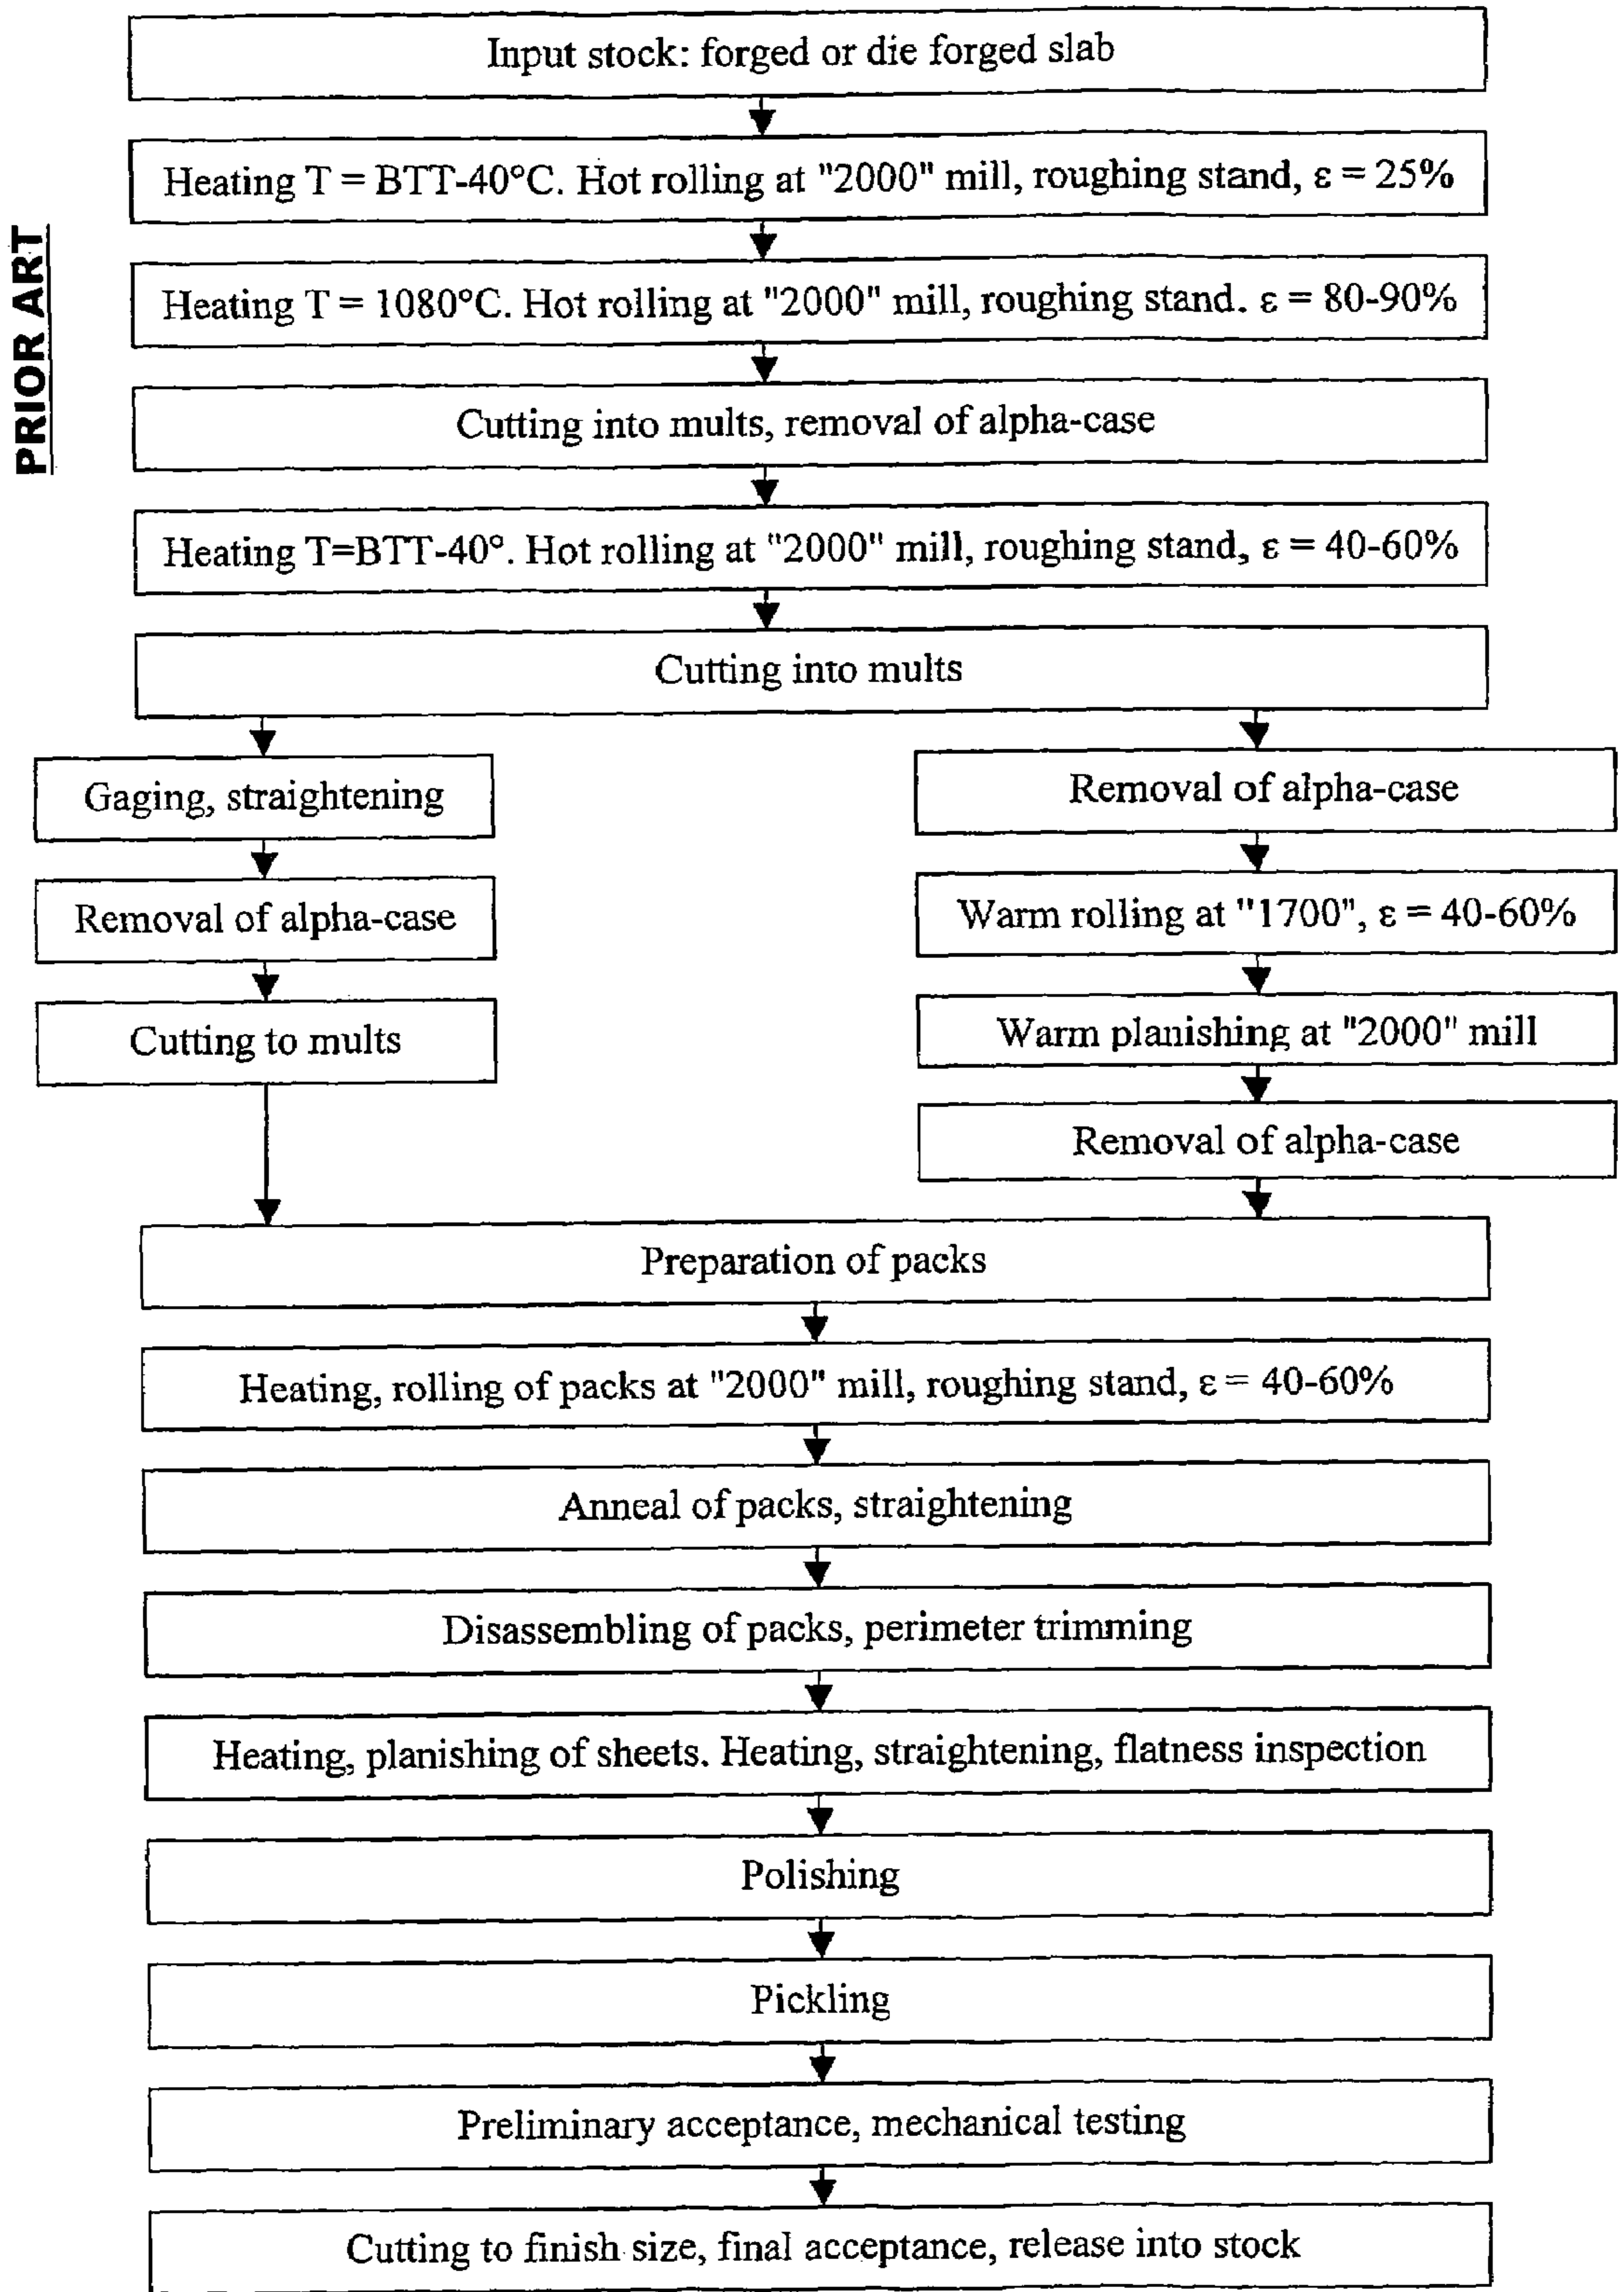 PRIOR ART
Input stock: forged or die forged slab
Heating T = BTT-40°C. Hot rolling at "2000" mill, roughing stand, ε = 25%
Heating T = 1080°C. Hot rolling at "2000" mill, roughing stand. ε = 80-90%
Cutting into mults, removal of alpha-case
Heating T=BTT-40°. Hot rolling at "2000" mill, roughing stand, ε = 40-60%
Cutting into mults
Gaging, straightening
Removal of alpha-case
Cutting to mults
Removal of alpha-case
Warm rolling at "1700", ε = 40-60%
Warm planishing at "2000" mill
Removal of alpha-case
Preparation of packs
Heating, rolling of packs at "2000" mill, roughing stand, ε = 40-60%
Anneal of packs, straightening
Disassembling of packs, perimeter trimming
Heating, planishing of sheets. Heating, straightening, flatness inspection
Polishing
Pickling
Preliminary acceptance, mechanical testing
Cutting to finish size, final acceptance, release into stock